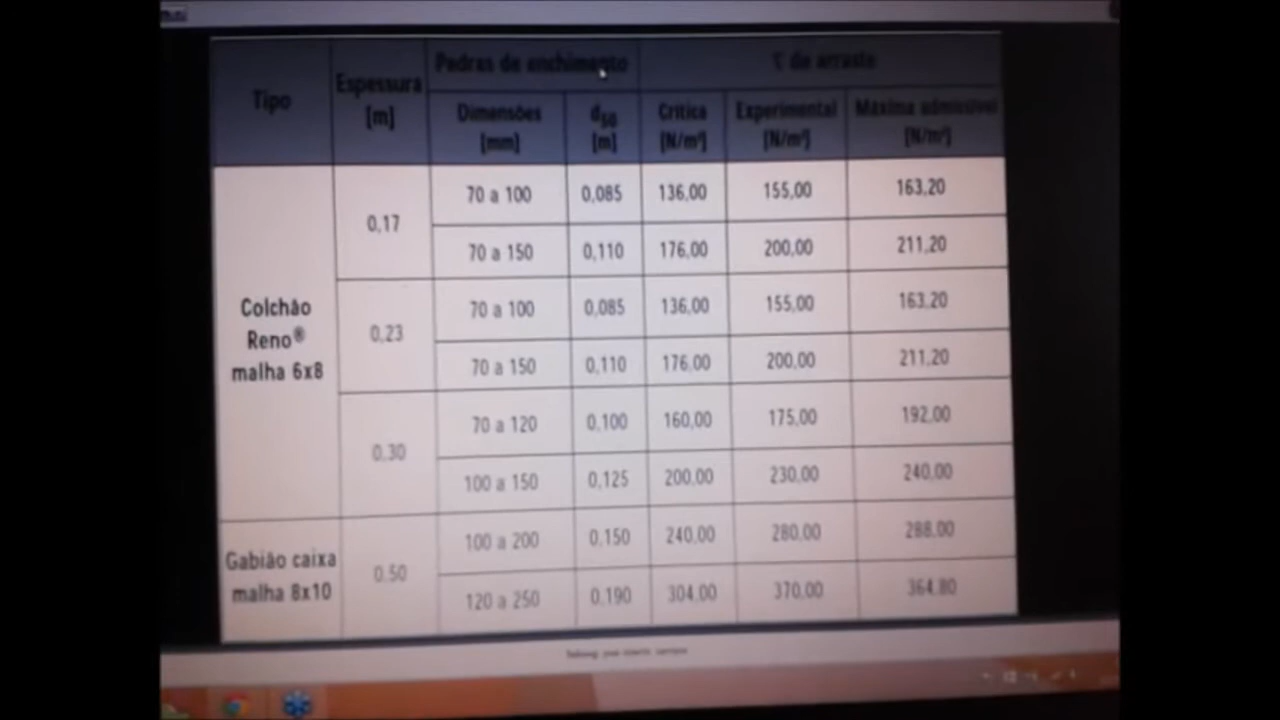 Tipo Espessura [m] Pedras de enchimento τ de arraste
Dimensões [mm] d50 [m] Crítica [N/m²] Experimental [N/m²] Máxima admissível [N/m²]
Colchão Reno® malha 6x8
0,17 70 a 100 0,085 136,00 155,00 163,20
70 a 150 0,110 176,00 200,00 211,20
0,23 70 a 100 0,085 136,00 155,00 163,20
70 a 150 0,110 176,00 200,00 211,20
0,30 70 a 120 0,100 160,00 175,00 192,00
100 a 150 0,125 200,00 230,00 240,00
Gabião caixa malha 8x10
0,50 100 a 200 0,150 240,00 280,00 288,00
120 a 250 0,190 304,00 370,00 364,80